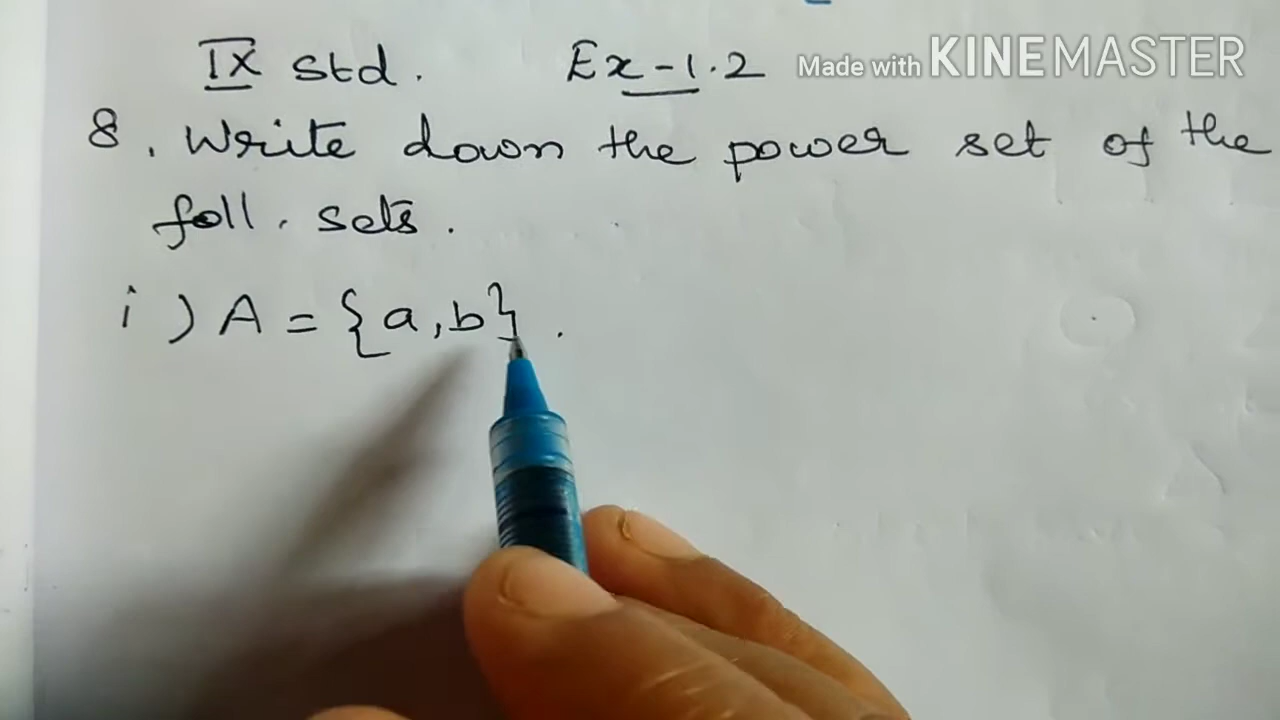 IX std. Ex-1.2 Made with KINEMASTER
8. Write down the power set of the
foll. sets.
i) A = {a, b}.